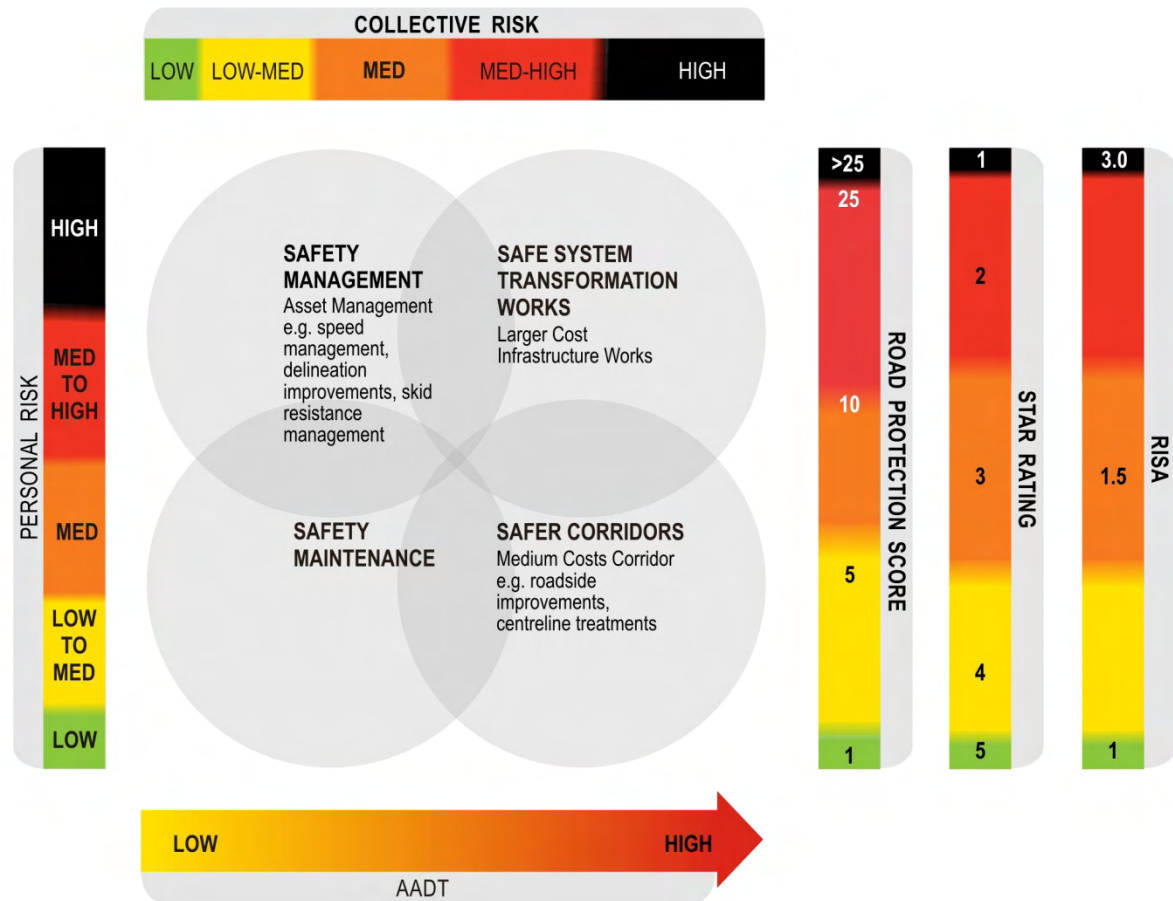 COLLECTIVE RISK
LOW
LOW-MED
MED
MED-HIGH
HIGH
PERSONAL RISK
HIGH
MED
TO
HIGH
MED
LOW
TO
MED
LOW
SAFETY
MANAGEMENT
Asset Management
e.g. speed
management,
delineation
improvements, skid
resistance
management
SAFE SYSTEM
TRANSFORMATION
WORKS
Larger Cost
Infrastructure Works
SAFETY
MAINTENANCE
SAFER CORRIDORS
Medium Costs Corridor
e.g. roadside
improvements,
centreline treatments
>25
25
10
5
1
ROAD PROTECTION SCORE
1
2
3
4
5
STAR RATING
3.0
1.5
1
RISA
LOW
HIGH
AADT